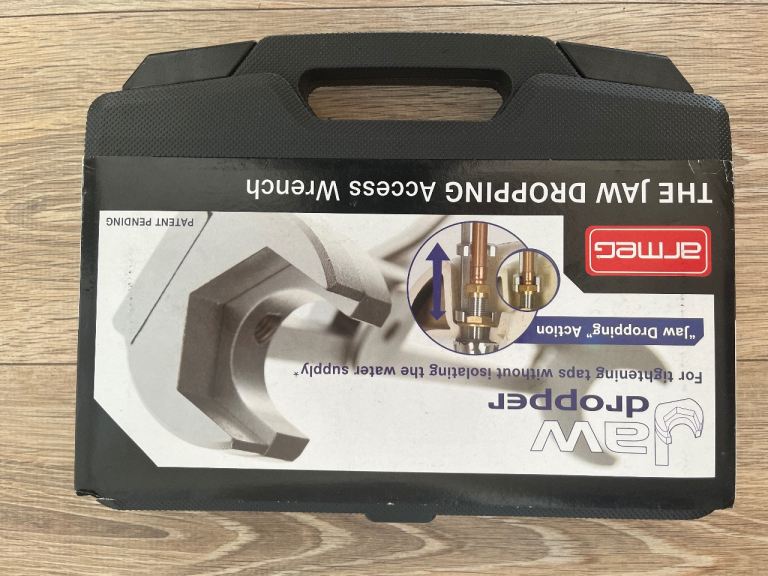 Jaw
dropper
For tightening taps without isolating the water supply*
"Jaw Dropping" Action
armeg
PATENT PENDING
THE JAW DROPPING Access Wrench